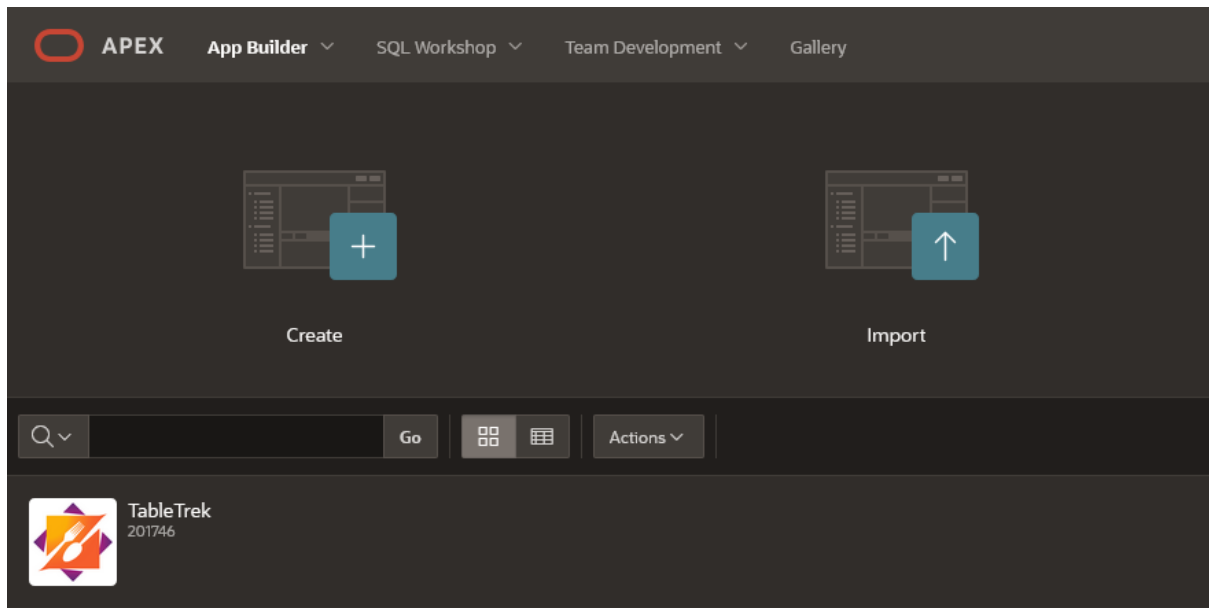 APEX App Builder SQL Workshop Team Development Gallery
Create Import
Go Actions
TableTrek
201746